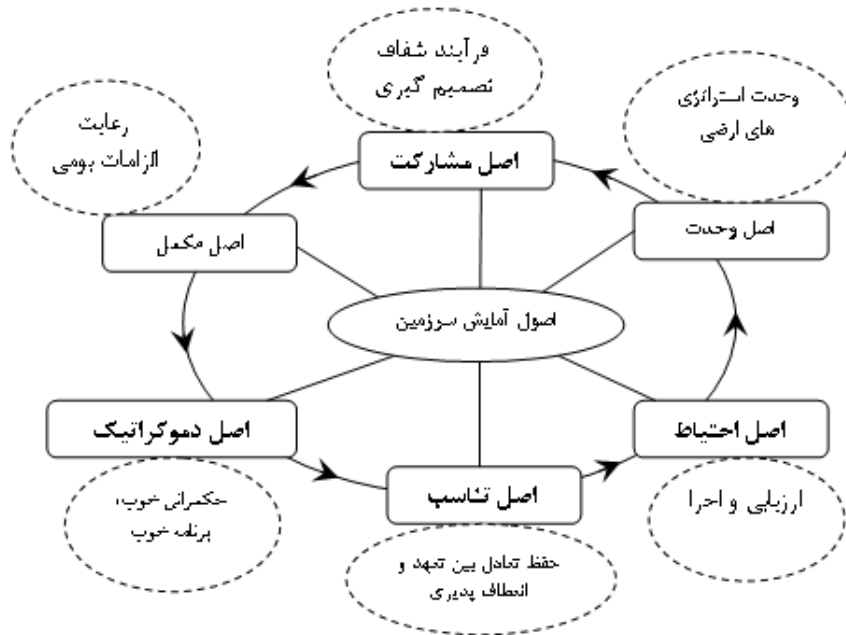 فرآیند شفاف
تصمیم گیری
وحدت استراتژی
های ارضی
رعایت
الزامات بومی
اصل مشارکت
اصل وحدت
اصل مکمل
اصول آمایش سرزمین
اصل احتیاط
اصل دموکراتیک
اصل تناسب
ارزیابی و اجرا
حکمرانی خوب،
برنامه خوب
حفظ تعادل بین تعهد و
انعطاف پذیری